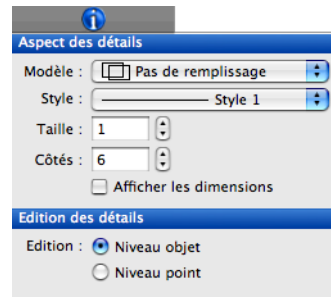 Aspect des détails
Modèle : Pas de remplissage
Style : Style 1
Taille : 1
Côtés : 6
Afficher les dimensions
Edition des détails
Edition : Niveau objet
Niveau point